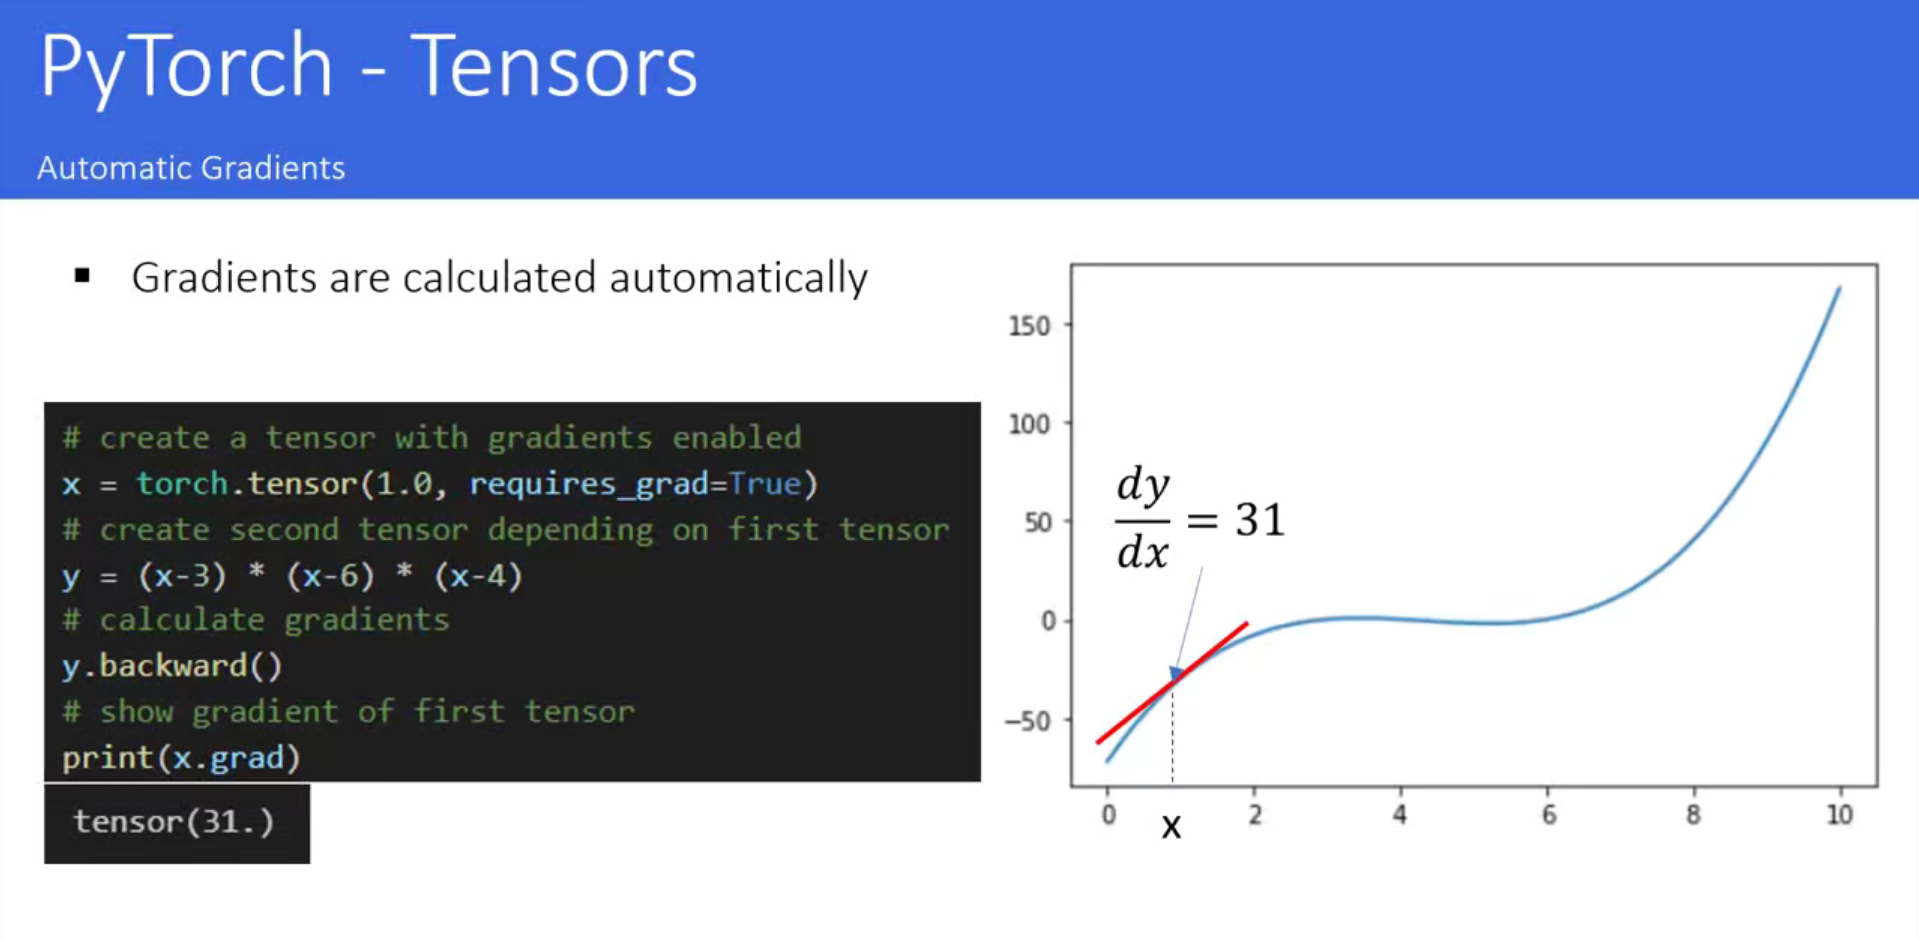 PyTorch - Tensors
Automatic Gradients
▪ Gradients are calculated automatically
# create a tensor with gradients enabled
x = torch.tensor(1.0, requires_grad=True)
# create second tensor depending on first tensor
y = (x-3) * (x-6) * (x-4)
# calculate gradients
y.backward()
# show gradient of first tensor
print(x.grad)
tensor(31.)
150
100
50
0
−50
dy
dx
= 31
0 2 4 6 8 10
x